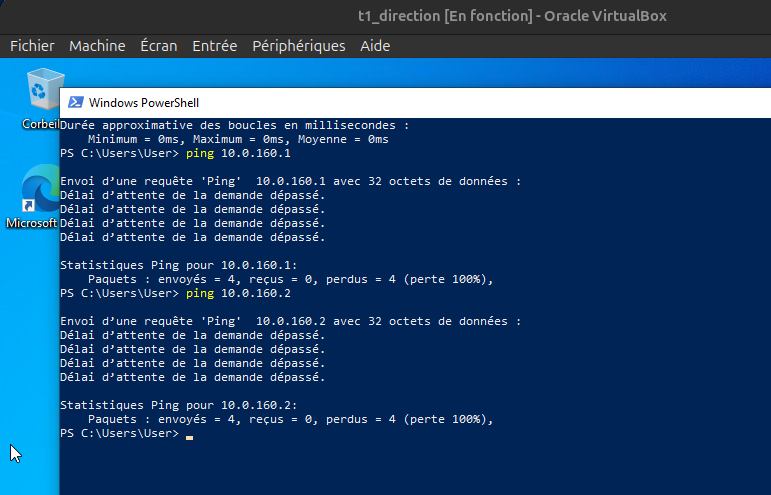 t1_direction [En fonction] - Oracle VirtualBox
Fichier Machine Écran Entrée Périphériques Aide
Corbeil
Microsoft
Windows PowerShell
Durée approximative des boucles en millisecondes :
    Minimum = 0ms, Maximum = 0ms, Moyenne = 0ms
PS C:\Users\User> ping 10.0.160.1
Envoi d’une requête 'Ping'  10.0.160.1 avec 32 octets de données :
Délai d’attente de la demande dépassé.
Délai d’attente de la demande dépassé.
Délai d’attente de la demande dépassé.
Délai d’attente de la demande dépassé.
Statistiques Ping pour 10.0.160.1:
    Paquets : envoyés = 4, reçus = 0, perdus = 4 (perte 100%),
PS C:\Users\User> ping 10.0.160.2
Envoi d’une requête 'Ping'  10.0.160.2 avec 32 octets de données :
Délai d’attente de la demande dépassé.
Délai d’attente de la demande dépassé.
Délai d’attente de la demande dépassé.
Délai d’attente de la demande dépassé.
Statistiques Ping pour 10.0.160.2:
    Paquets : envoyés = 4, reçus = 0, perdus = 4 (perte 100%),
PS C:\Users\User>